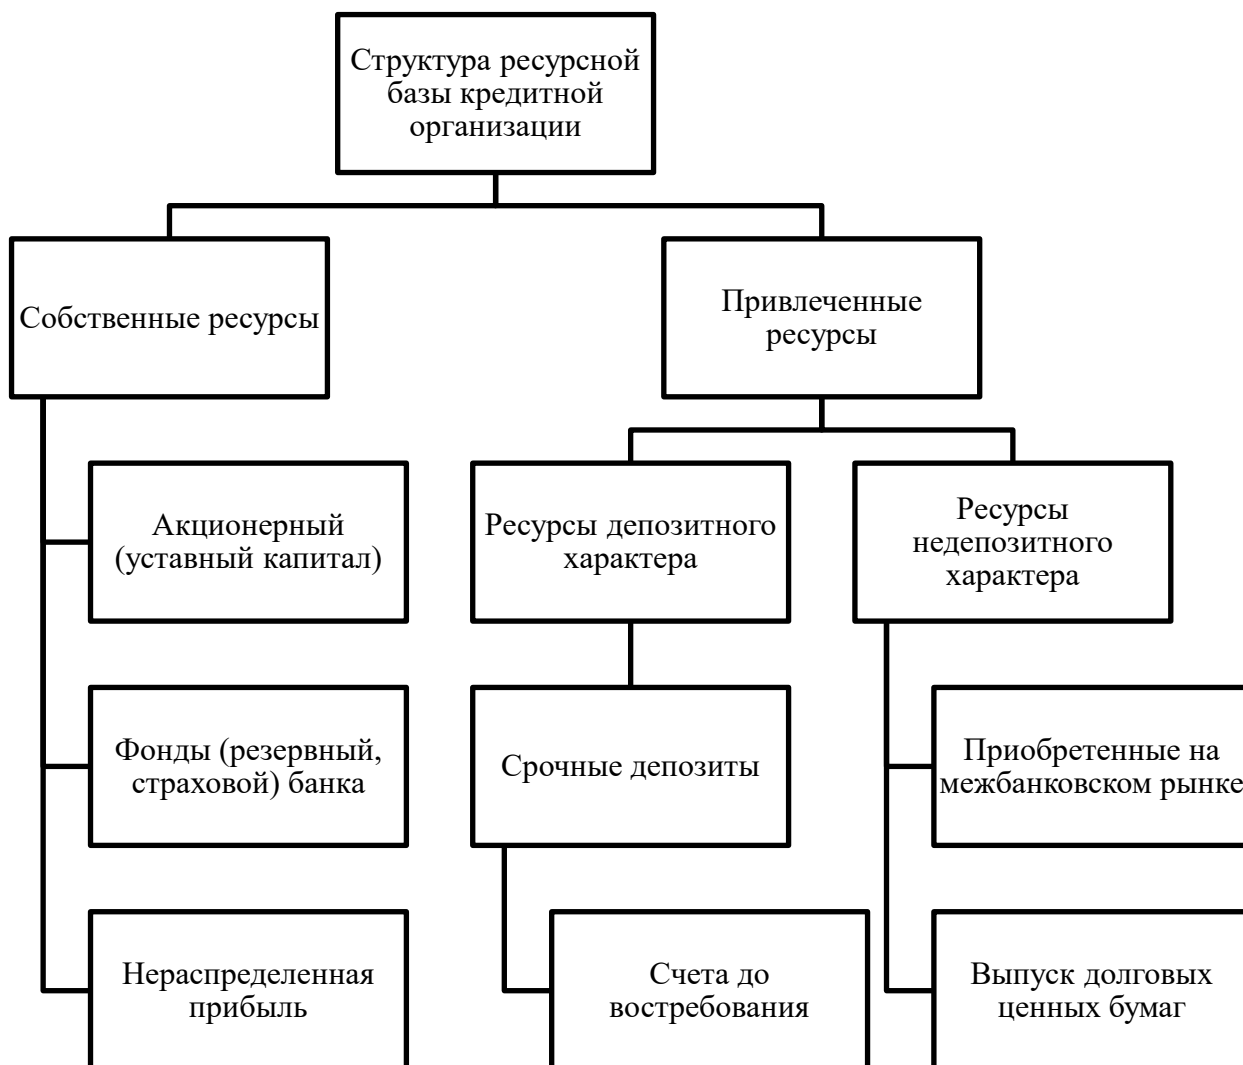 Структура ресурсной
базы кредитной
организации
Собственные ресурсы
Привлеченные
ресурсы
Акционерный
(уставный капитал)
Ресурсы депозитного
характера
Ресурсы
недепозитного
характера
Фонды (резервный,
страховой) банка
Срочные депозиты
Приобретенные на
межбанковском рынке
Нераспределенная
прибыль
Счета до
востребования
Выпуск долговых
ценных бумаг